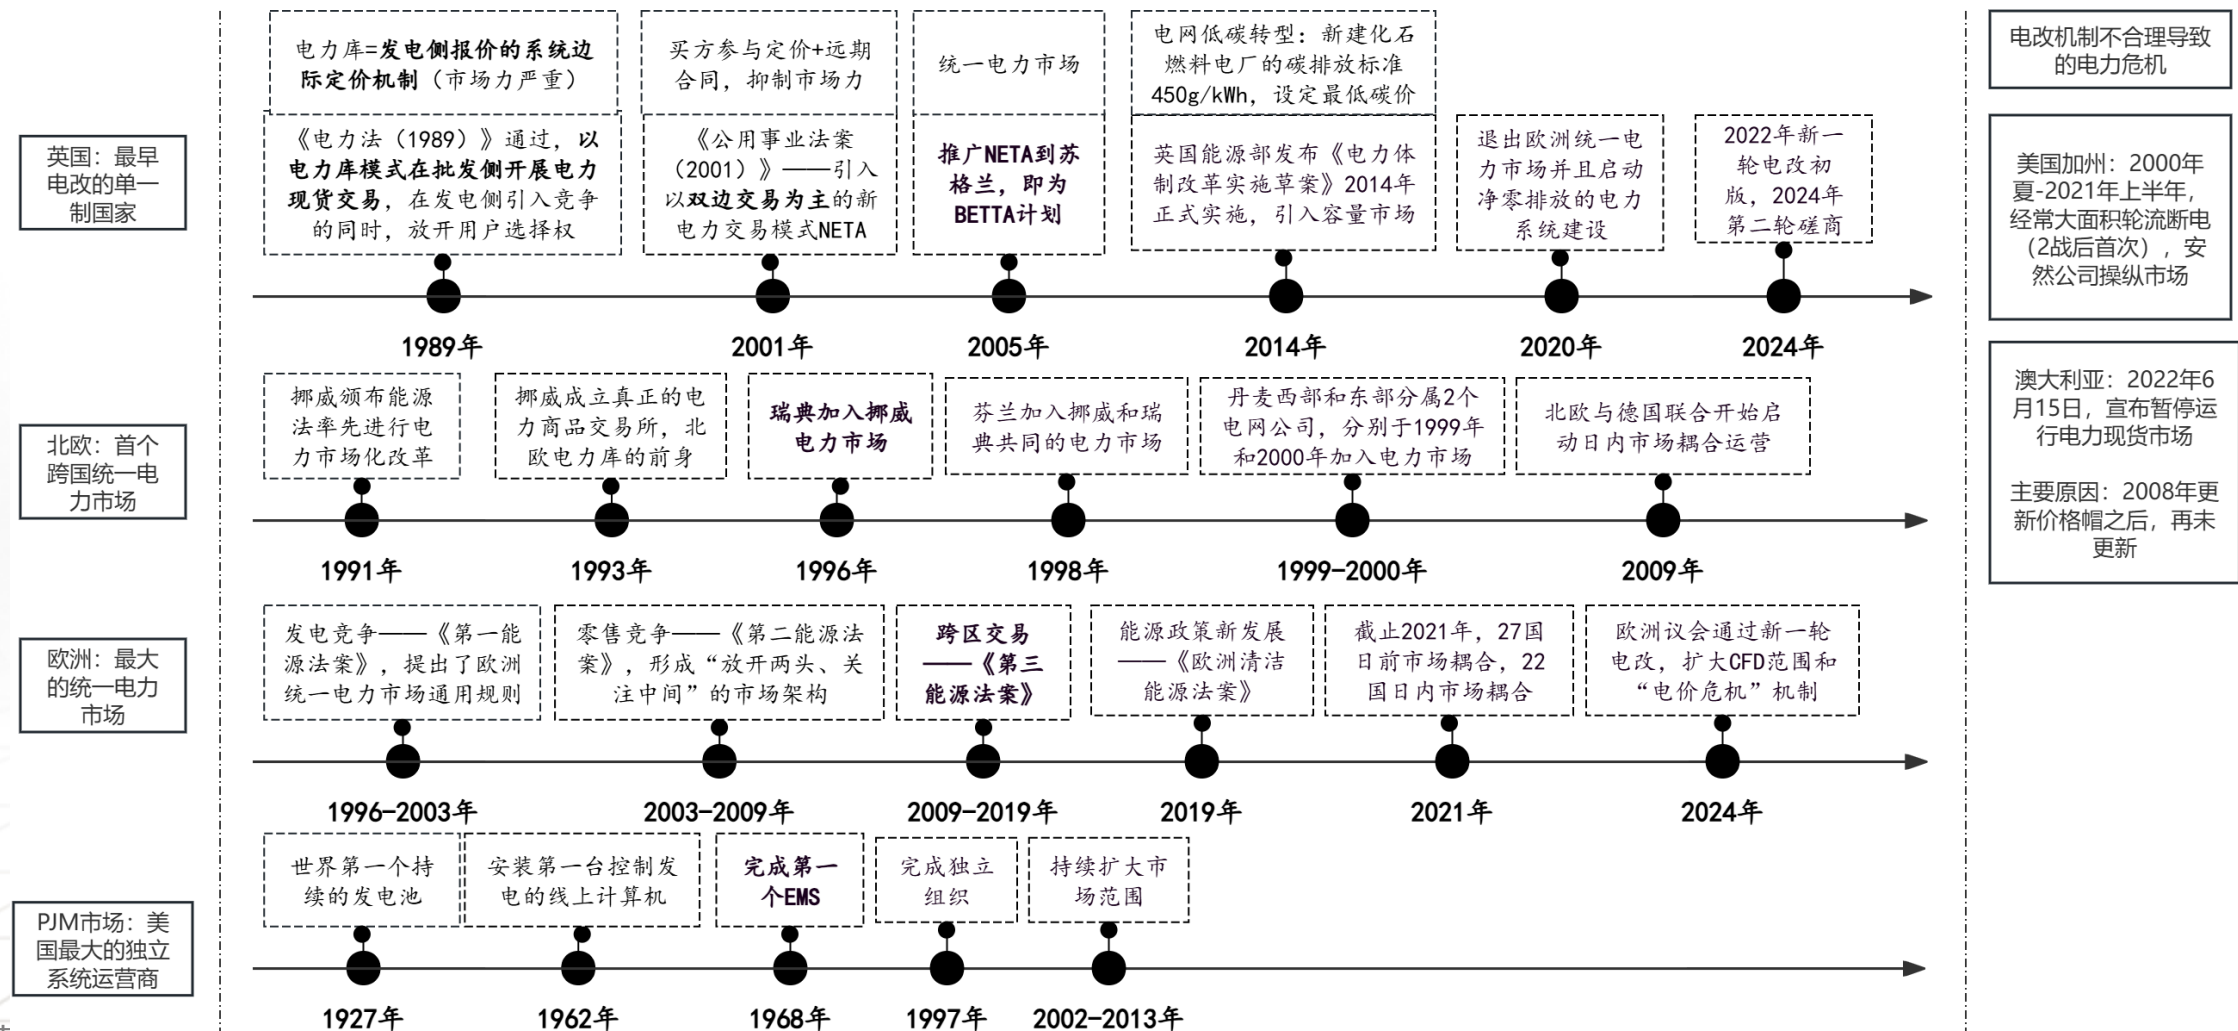 电力库=发电侧报价的系统边
际定价机制（市场力严重）
买方参与定价+远期
合同，抑制市场力
统一电力市场
电网低碳转型：新建化石
燃料电厂的碳排放标准
450g/kWh，设定最低碳价
英国：最早
电改的单一
制国家
《电力法（1989）》通过，以
电力库模式在批发侧开展电力
现货交易，在发电侧引入竞争
的同时，放开用户选择权
《公用事业法案
（2001）》——引入
以双边交易为主的新
电力交易模式NETA
推广NETA到苏
格兰，即为
BETTA计划
英国能源部发布《电力体
制改革实施草案》2014年
正式实施，引入容量市场
退出欧洲统一电
力市场并且启动
净零排放的电力
系统建设
2022年新一
轮电改初
版，2024年
第二轮磋商
1989年
2001年
2005年
2014年
2020年
2024年
北欧：首个
跨国统一电
力市场
挪威颁布能源
法率先进行电
力市场化改革
挪威成立真正的电
力商品交易所，北
欧电力库的前身
瑞典加入挪威
电力市场
芬兰加入挪威和瑞
典共同的电力市场
丹麦西部和东部分属2个
电网公司，分别于1999年
和2000年加入电力市场
北欧与德国联合开始启
动日内市场耦合运营
1991年
1993年
1996年
1998年
1999-2000年
2009年
欧洲：最大
的统一电力
市场
发电竞争——《第一能
源法案》，提出了欧洲
统一电力市场通用规则
零售竞争——《第二能源法
案》，形成“放开两头、关
注中间”的市场架构
跨区交易
——《第三
能源法案》
能源政策新发展
——《欧洲清洁
能源法案》
截止2021年，27国
日前市场耦合，22
国日内市场耦合
欧洲议会通过新一轮
电改，扩大CFD范围和
“电价危机”机制
1996-2003年
2003-2009年
2009-2019年
2019年
2021年
2024年
PJM市场：美
国最大的独立
系统运营商
世界第一个持
续的发电池
安装第一台控制发
电的线上计算机
完成第一
个EMS
完成独立
组织
持续扩大市
场范围
1927年
1962年
1968年
1997年
2002-2013年
电改机制不合理导致
的电力危机
美国加州：2000年
夏-2021年上半年，
经常大面积轮流断电
（2战后首次），安
然公司操纵市场
澳大利亚：2022年6
月15日，宣布暂停运
行电力现货市场
主要原因：2008年更
新价格帽之后，再未
更新